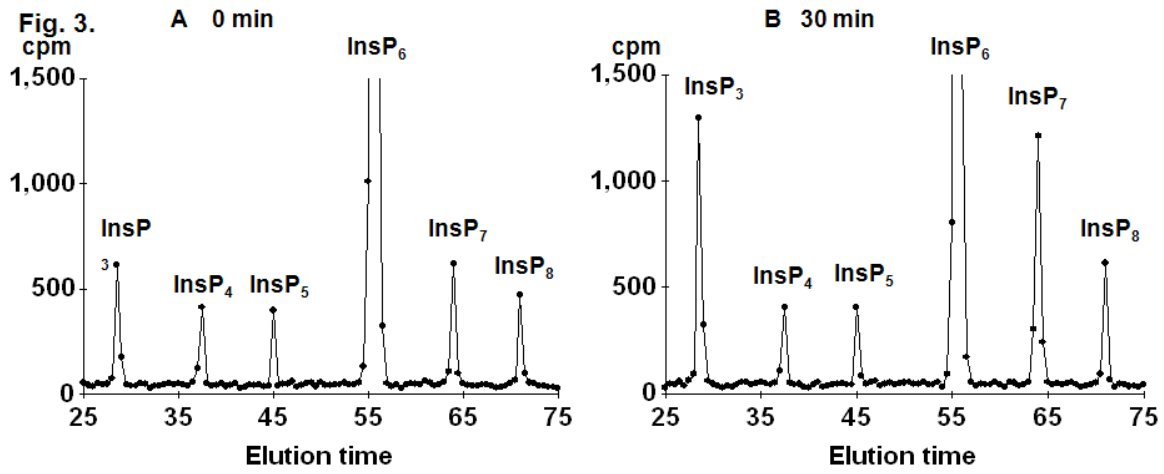 Fig. 3.
A 0 min
cpm
1,500
1,000
500
0
InsP
3
InsP₄
InsP₅
InsP₆
InsP₇
InsP₈
25 35 45 55 65 75
Elution time
B 30 min
cpm
1,500
1,000
500
0
InsP₃
InsP₄
InsP₅
InsP₆
InsP₇
InsP₈
25 35 45 55 65 75
Elution time